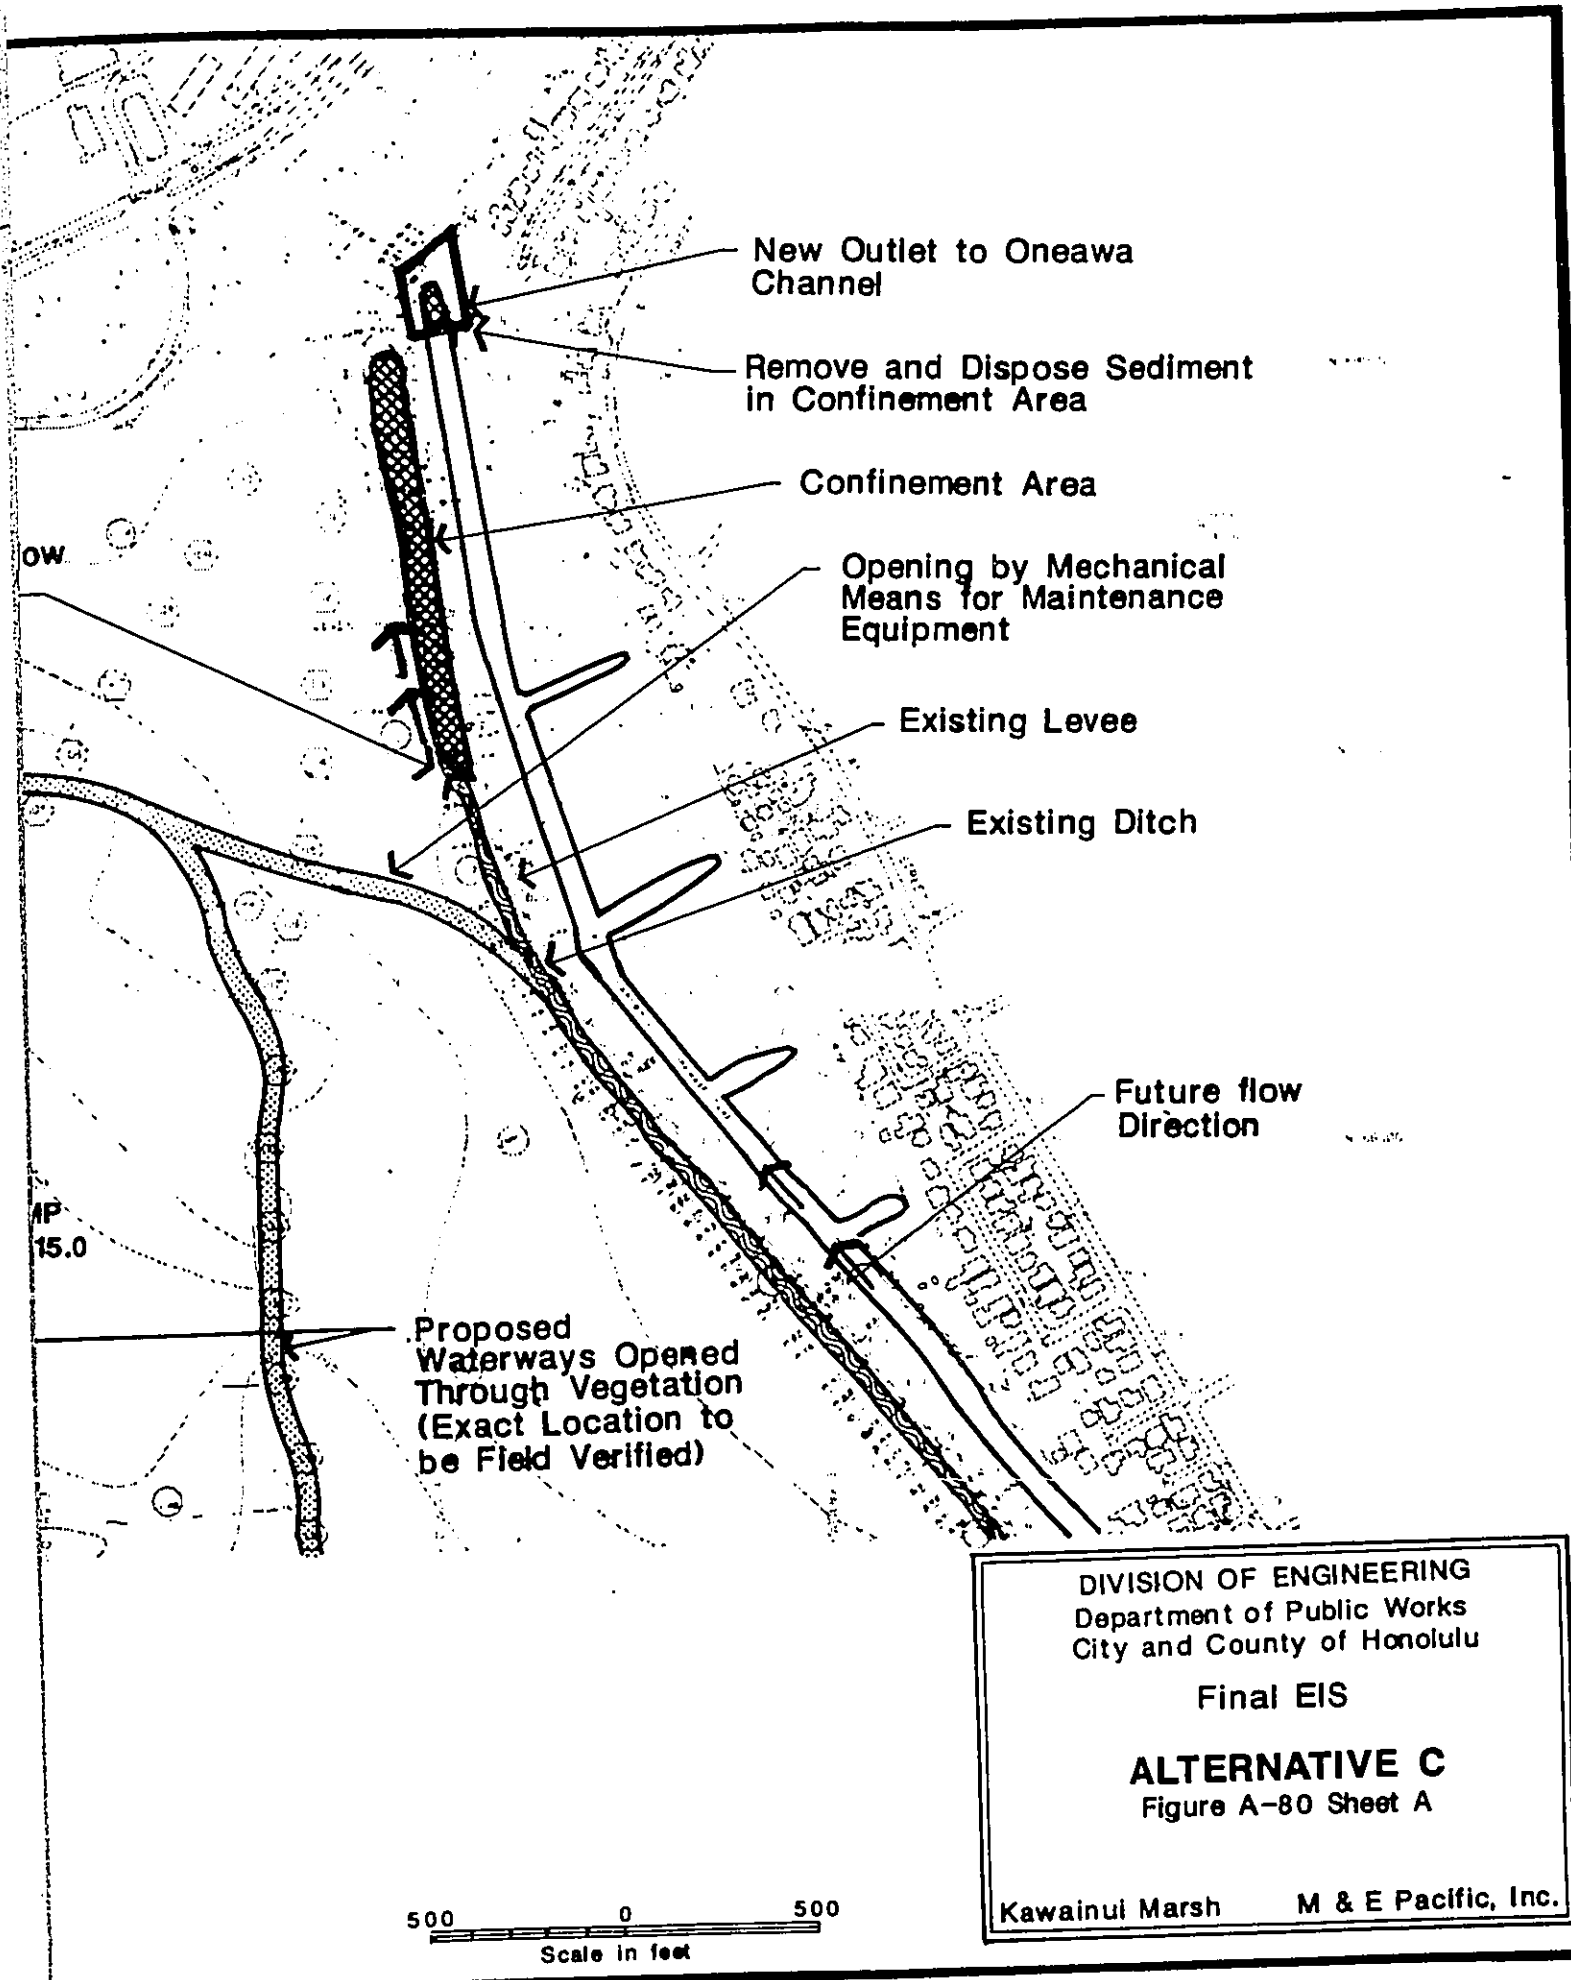 New Outlet to Oneawa
Channel
Remove and Dispose Sediment
in Confinement Area
Confinement Area
OW
Opening by Mechanical
Means for Maintenance
Equipment
Existing Levee
Existing Ditch
Future flow
Direction
15.0
Proposed
Waterways Opened
Through Vegetation
(Exact Location to
be Field Verified)
DIVISION OF ENGINEERING
Department of Public Works
City and County of Honolulu
Final EIS
ALTERNATIVE C
Figure A-80 Sheet A
Kawainui Marsh M & E Pacific, Inc.
500 0 500
Scale in feet